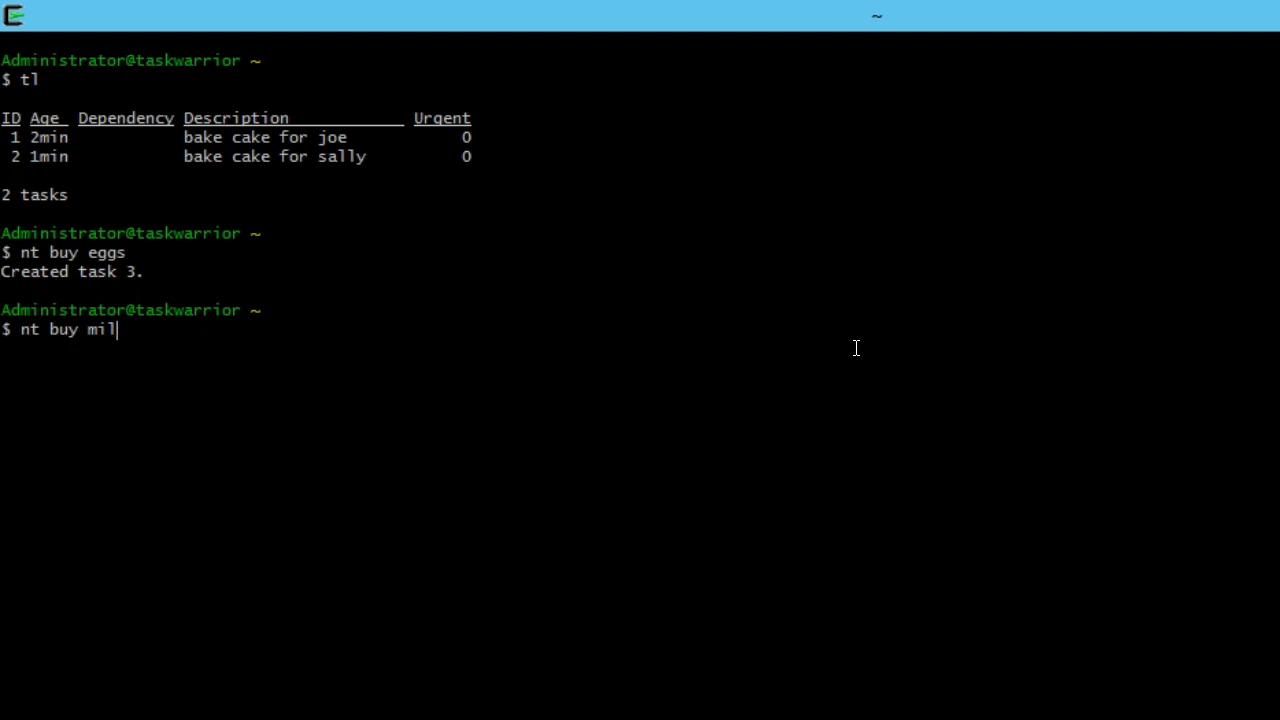 ~
Administrator@taskwarrior ~
$ tl
ID Age Dependency Description Urgent
1 2min bake cake for joe 0
2 1min bake cake for sally 0
2 tasks
Administrator@taskwarrior ~
$ nt buy eggs
Created task 3.
Administrator@taskwarrior ~
$ nt buy mil